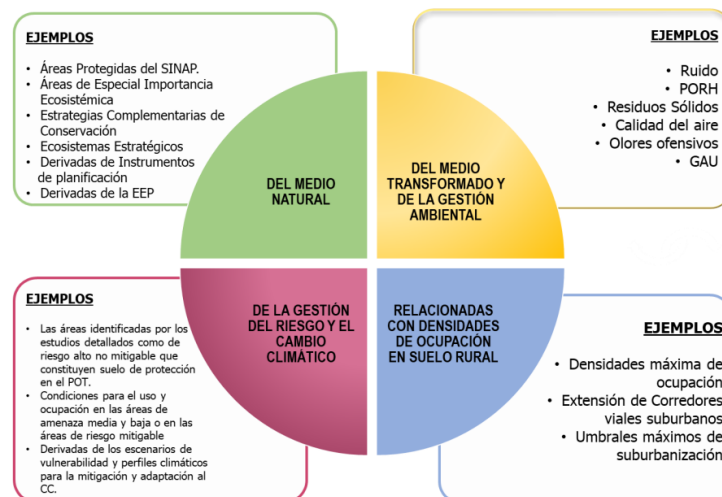 EJEMPLOS
• Áreas Protegidas del SINAP.
• Áreas de Especial Importancia
Ecosistémica
• Estrategias Complementarias de
Conservación
• Ecosistemas Estratégicos
• Derivadas de Instrumentos
de planificación
• Derivadas de la EEP
EJEMPLOS
• Ruido
• PORH
• Residuos Sólidos
• Calidad del aire
• Olores ofensivos
• GAU
DEL MEDIO
NATURAL
DEL MEDIO
TRANSFORMADO Y
DE LA GESTIÓN
AMBIENTAL
EJEMPLOS
• Las áreas identificadas por los
estudios detallados como de
riesgo alto no mitigable que
constituyen suelo de protección
en el POT.
• Condiciones para el uso y
ocupación en las áreas de
amenaza media y baja o en las
áreas de riesgo mitigable
• Derivadas de los escenarios de
vulnerabilidad y perfiles climáticos
para la mitigación y adaptación al
CC.
DE LA GESTIÓN
DEL RIESGO Y EL
CAMBIO
CLIMÁTICO
RELACIONADAS
CON DENSIDADES
DE OCUPACIÓN
EN SUELO RURAL
EJEMPLOS
• Densidades máxima de
ocupación
• Extensión de Corredores
viales suburbanos
• Umbrales máximos de
suburbanización